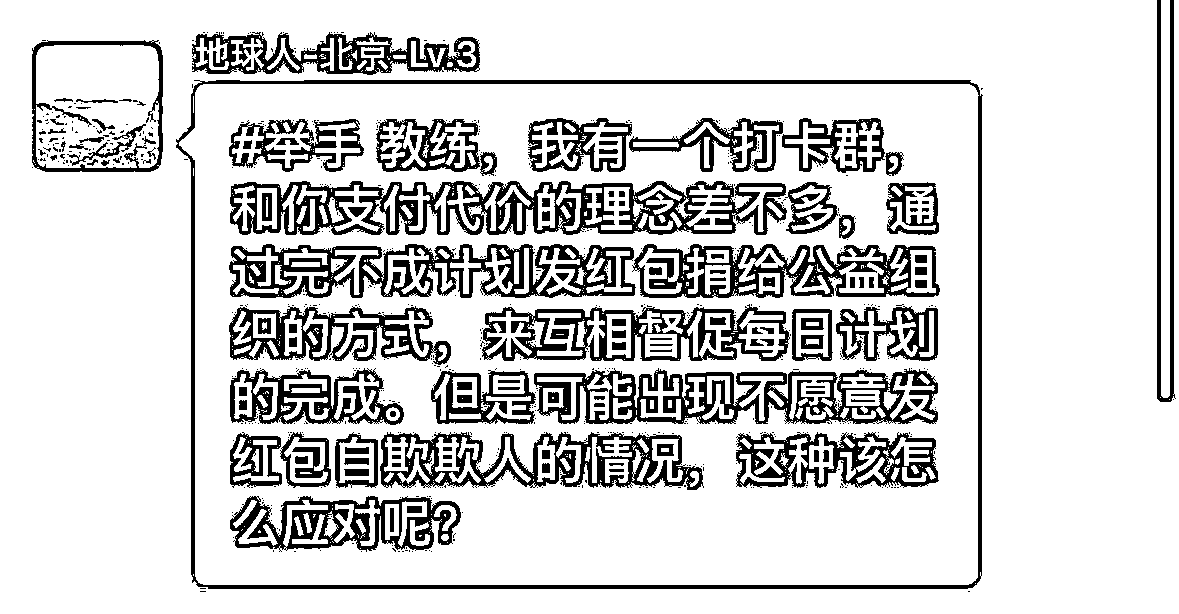 地球人-北京-Lv.3
#举手 教练，我有一个打卡群，
和你支付代价的理念差不多，通
过完不成计划发红包捐给公益组
织的方式，来互相督促每日计划
的完成。但是可能出现不愿意发
红包自欺欺人的情况，这种该怎
么应对呢？